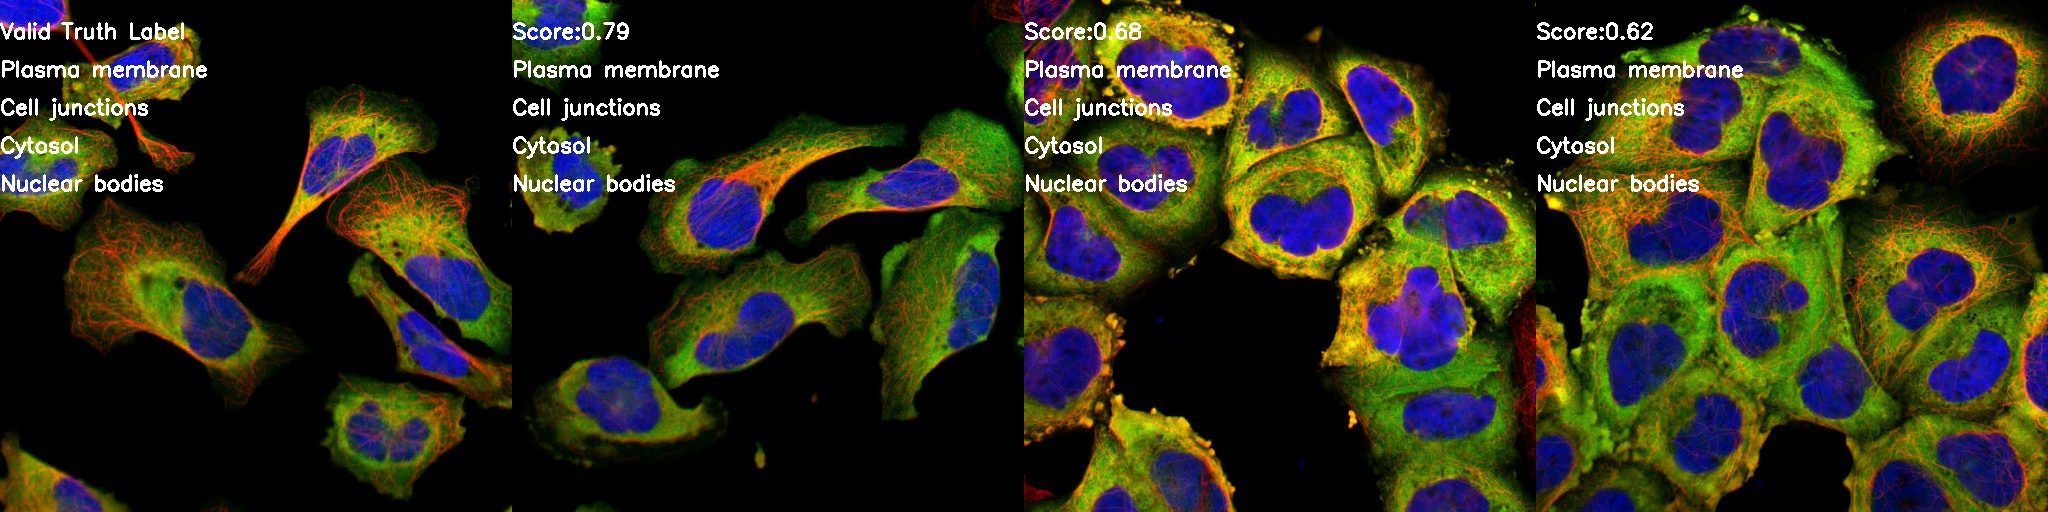 Valid Truth Label
Plasma membrane
Cell junctions
Cytosol
Nuclear bodies
Score:0.79
Plasma membrane
Cell junctions
Cytosol
Nuclear bodies
Score:0.68
Plasma membrane
Cell junctions
Cytosol
Nuclear bodies
Score:0.62
Plasma membrane
Cell junctions
Cytosol
Nuclear bodies